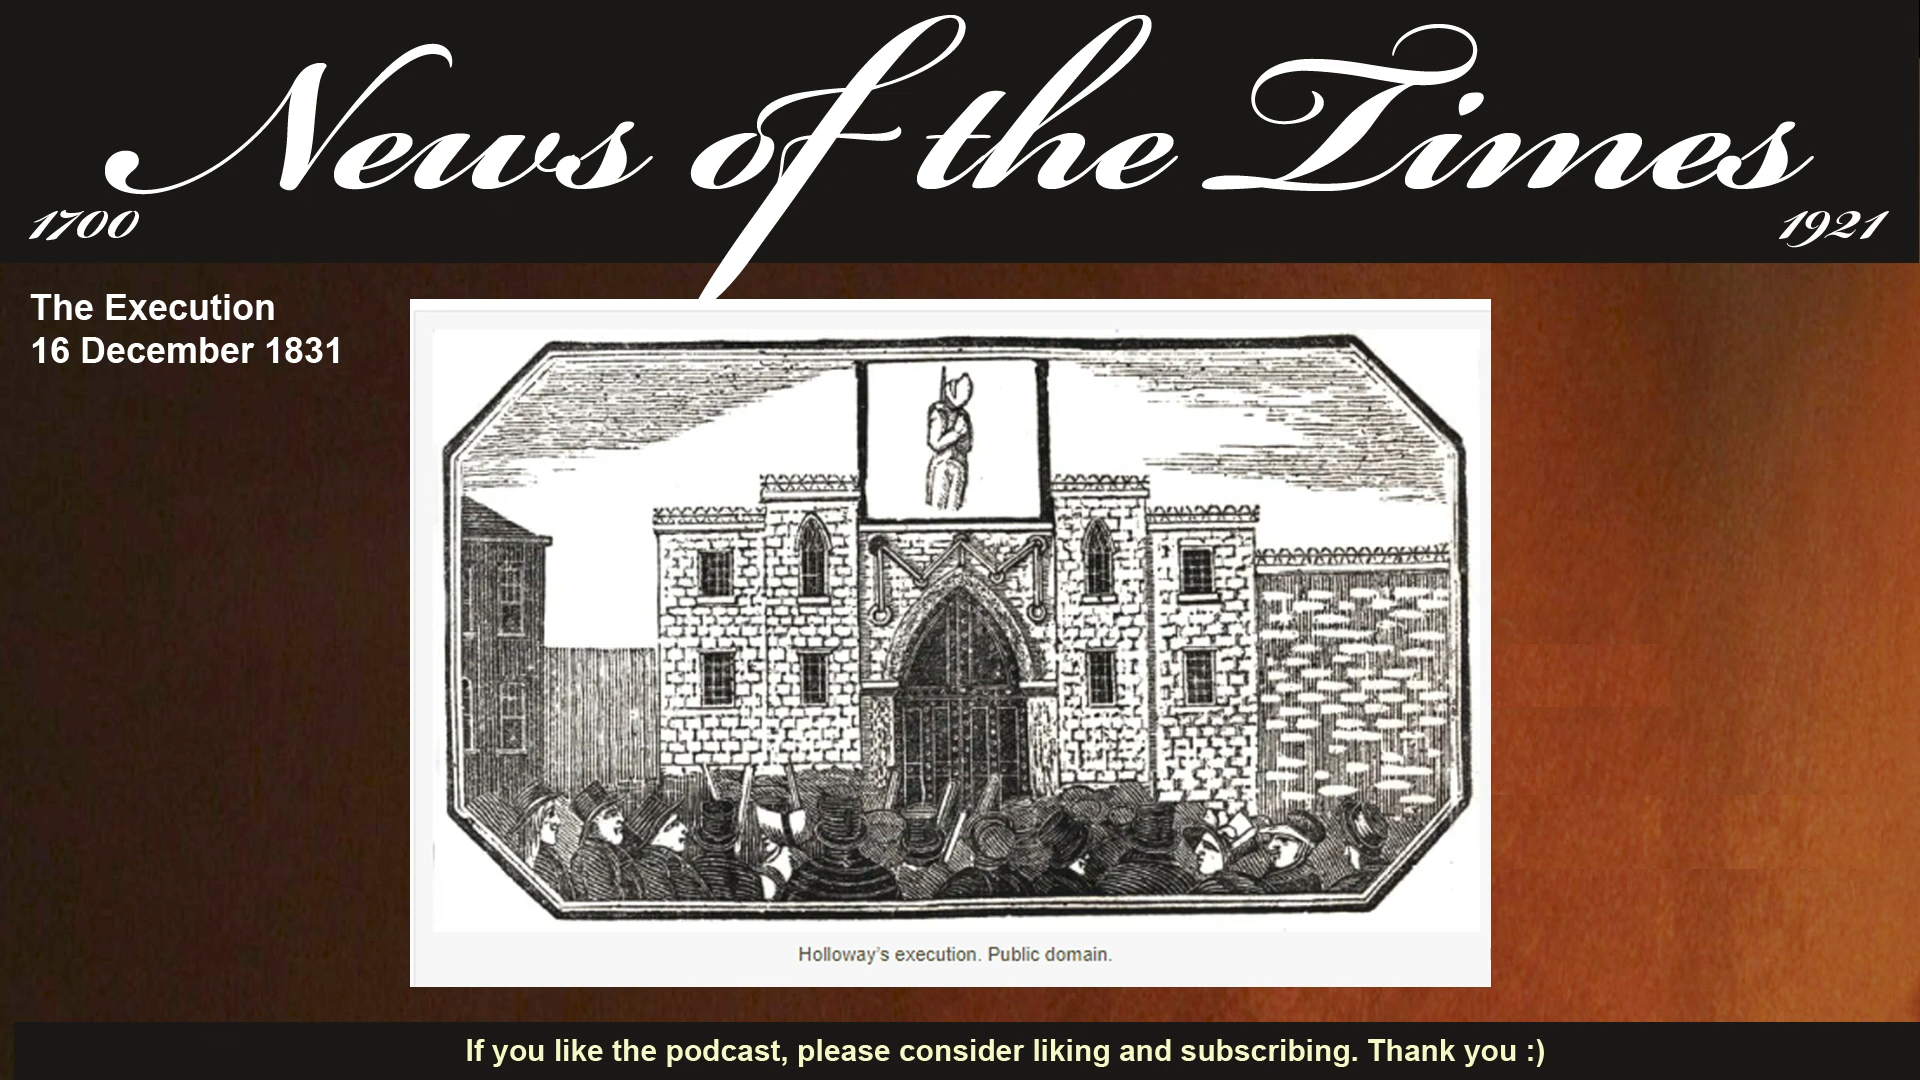 News of the Times
1700
1921
The Execution
16 December 1831
Holloway's execution. Public domain.
If you like the podcast, please consider liking and subscribing. Thank you :)